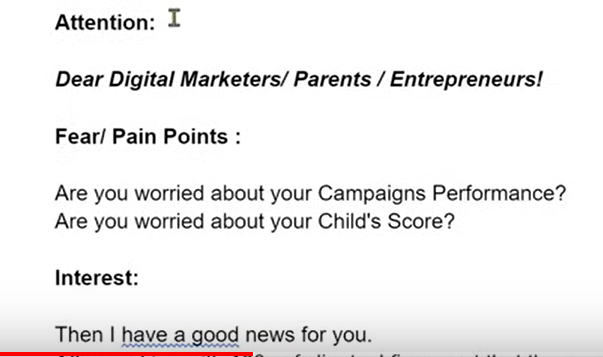 Attention:
Dear Digital Marketers/ Parents / Entrepreneurs!
Fear/ Pain Points :
Are you worried about your Campaigns Performance?
Are you worried about your Child's Score?
Interest:
Then I have a good news for you.